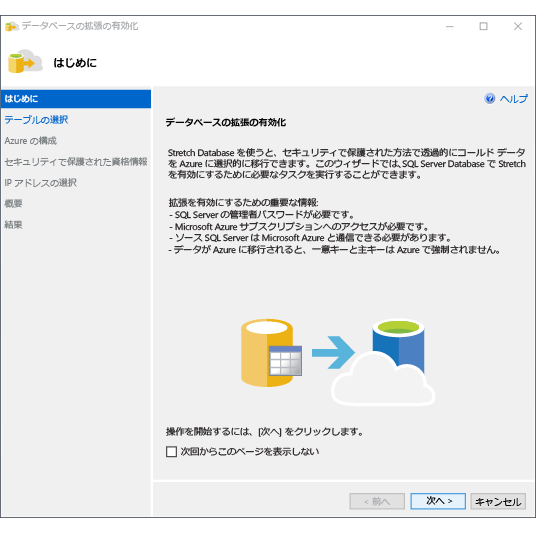 データベースの拡張の有効化
はじめに
はじめに
テーブルの選択
Azure の構成
セキュリティで保護された資格情報
IP アドレスの選択
概要
結果
ヘルプ
データベースの拡張の有効化
Stretch Database を使うと、セキュリティで保護された方法で透過的にコールド データ
を Azure に選択的に移行できます。このウィザードでは、SQL Server Database で Stretch
を有効にするために必要なタスクを実行することができます。
拡張を有効にするための重要な情報:
- SQL Server の管理者パスワードが必要です。
- Microsoft Azure サブスクリプションへのアクセスが必要です。
- ソース SQL Server は Microsoft Azure と通信できる必要があります。
- データが Azure に移行されると、一意キーと主キーは Azure で強制されません。
操作を開始するには、[次へ] をクリックします。
次回からこのページを表示しない
< 前へ
次へ >
キャンセル